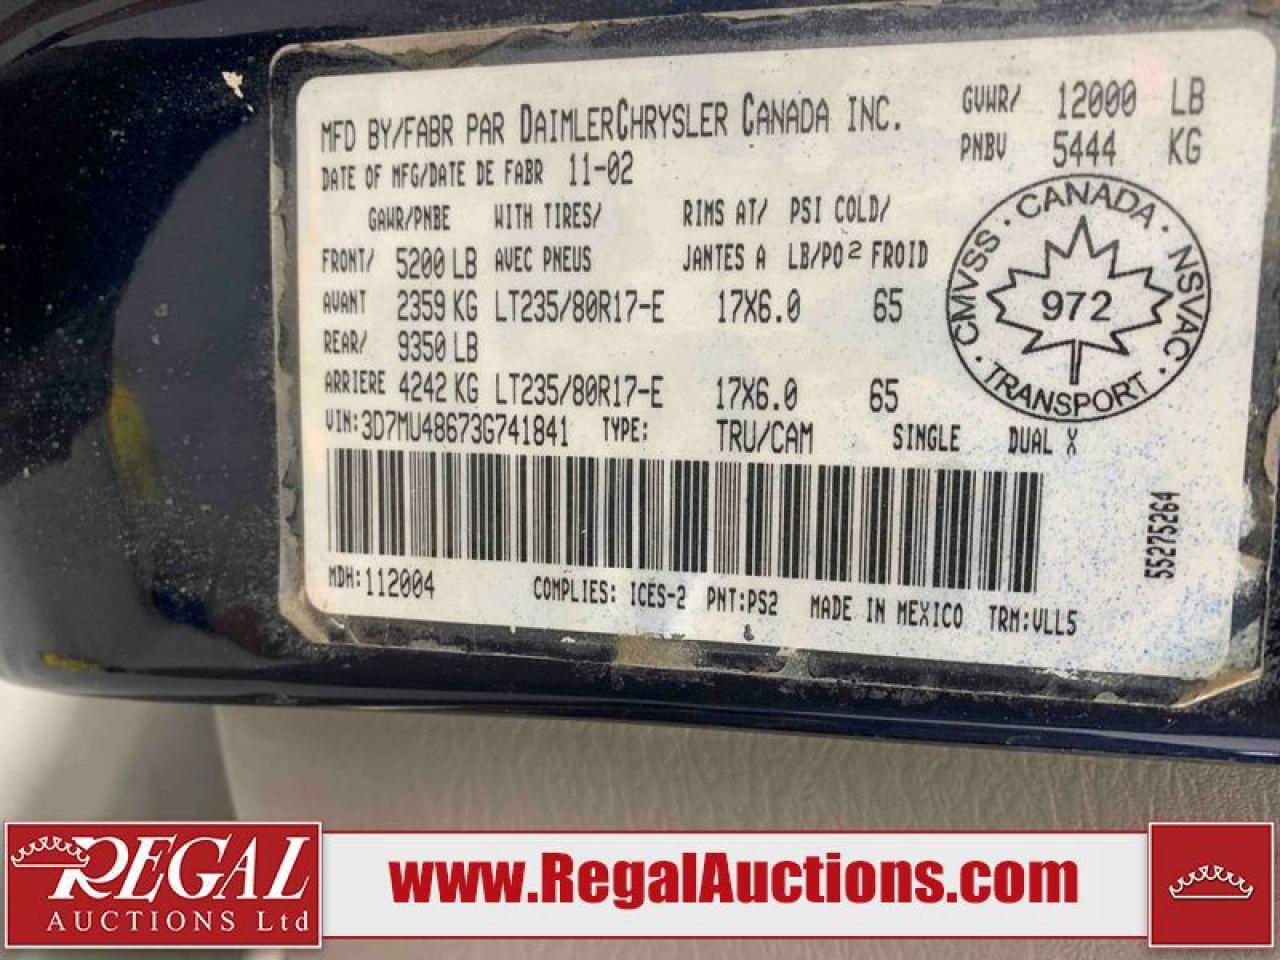 MFD BY/FABR PAR DAIMLERCHRYSLER CANADA INC.
GVWR/ 12000 LB
PNBV 5444 KG
DATE OF MFG/DATE DE FABR 11-02
GAWR/PNBE WITH TIRES/ RIMS AT/ PSI COLD/
FRONT/ 5200 LB AVEC PNEUS JANTES A LB/PO² FROID
AVANT 2359 KG LT235/80R17-E 17X6.0 65
REAR/ 9350 LB
ARRIERE 4242 KG LT235/80R17-E 17X6.0 65
VIN:3D7MU48673G741841 TYPE: TRU/CAM SINGLE DUAL X
· CANADA · NSVAC · TRANSPORT · CMVSS
972
55275264
MDH:112004 COMPLIES: ICES-2 PNT:PS2 MADE IN MEXICO TRM:VLL5
REGAL
AUCTIONS Ltd
www.RegalAuctions.com